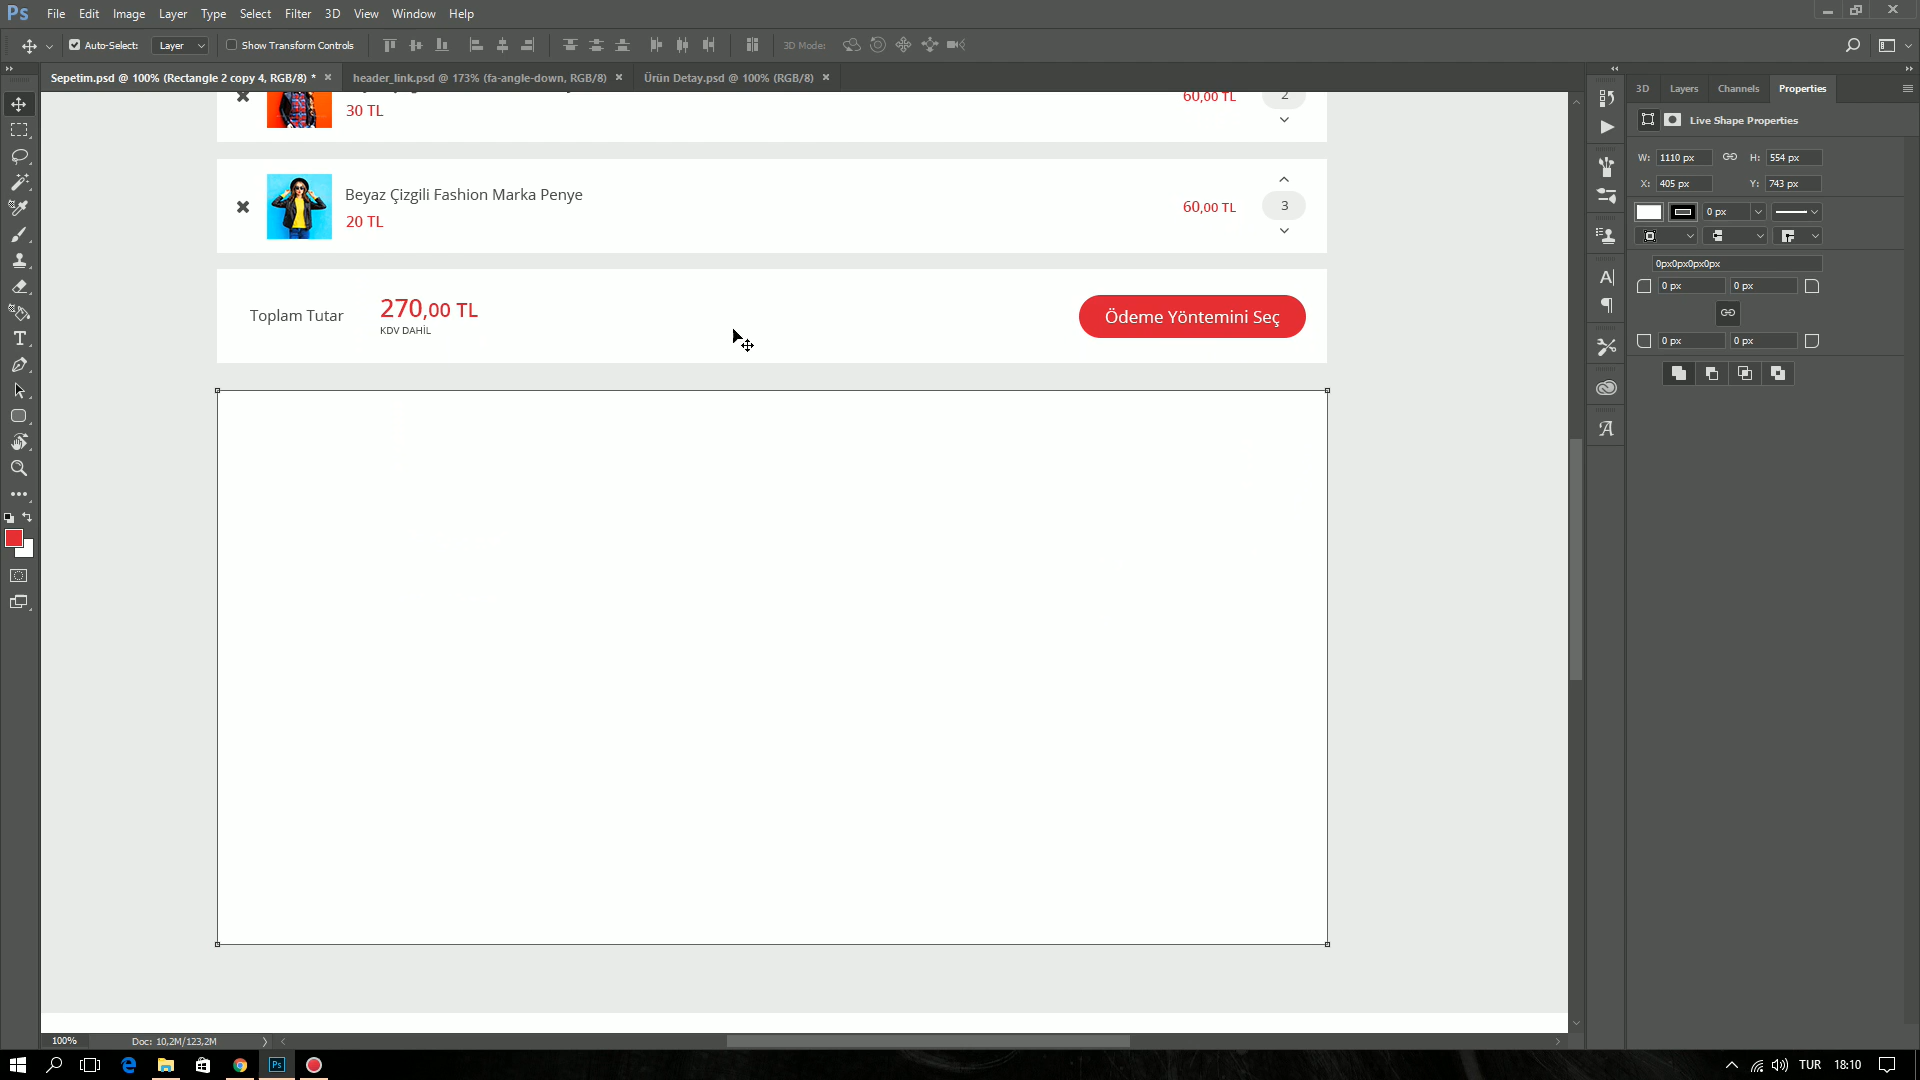 Ps File Edit Image Layer Type Select Filter 3D View Window Help
Auto-Select: Layer Show Transform Controls 3D Mode:
Sepetim.psd @ 100% (Rectangle 2 copy 4, RGB/8) * header_link.psd @ 173% (fa-angle-down, RGB/8) Ürün Detay.psd @ 100% (RGB/8)
3D Layers Channels Properties
Live Shape Properties
W: 1110 px H: 554 px
X: 405 px Y: 743 px
0 px
0px0px0px0px
0 px 0 px
0 px 0 px
30 TL 60,00 TL 2
Beyaz Çizgili Fashion Marka Penye
20 TL 60,00 TL 3
Toplam Tutar 270,00 TL
KDV DAHİL
Ödeme Yöntemini Seç
100% Doc: 10,2M/123,2M
Ps TUR 18:10